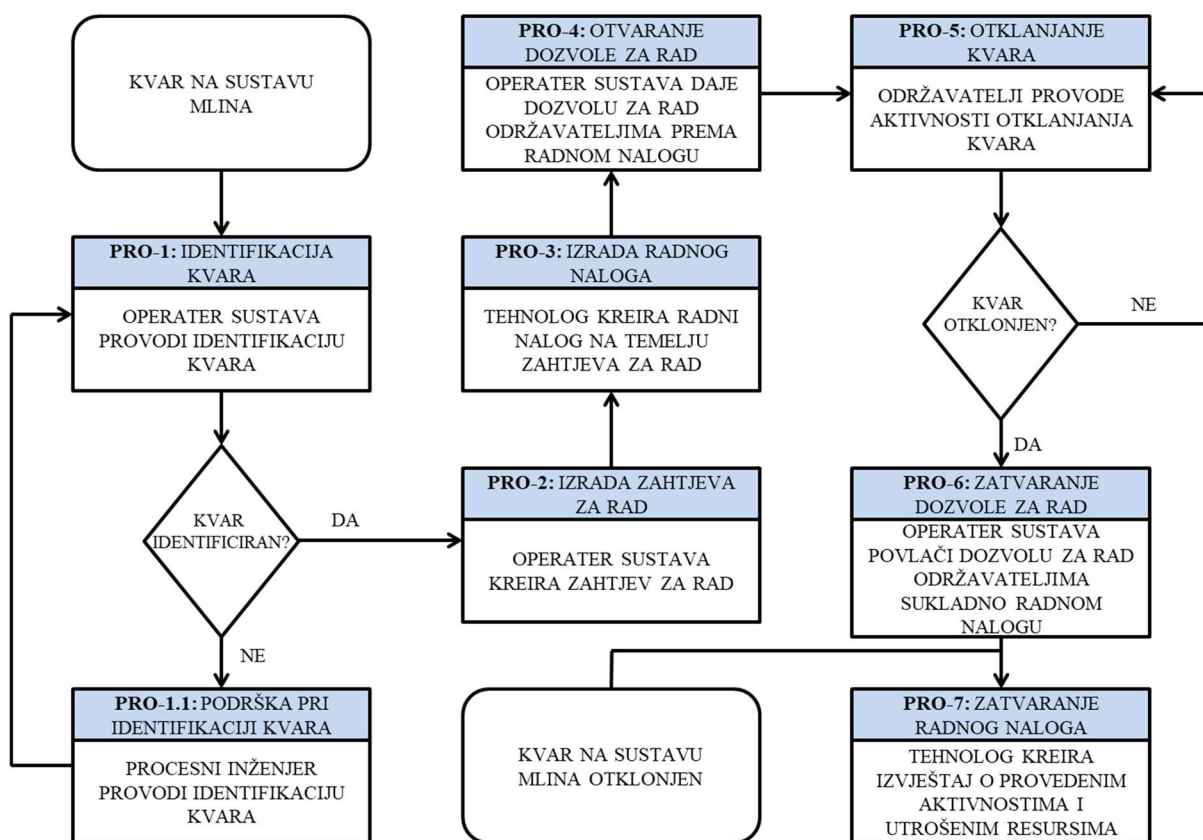 KVAR NA SUSTAVU
MLINA
PRO-1: IDENTIFIKACIJA
KVARA
OPERATER SUSTAVA
PROVODI IDENTIFIKACIJU
KVARA
KVAR
IDENTIFICIRAN?
DA
NE
PRO-1.1: PODRŠKA PRI
IDENTIFIKACIJI KVARA
PROCESNI INŽENJER
PROVODI IDENTIFIKACIJU
KVARA
PRO-2: IZRADA ZAHTJEVA
ZA RAD
OPERATER SUSTAVA
KREIRA ZAHTJEV ZA RAD
PRO-3: IZRADA RADNOG
NALOGA
TEHNOLOG KREIRA RADNI
NALOG NA TEMELJU
ZAHTJEVA ZA RAD
PRO-4: OTVARANJE
DOZVOLE ZA RAD
OPERATER SUSTAVA DAJE
DOZVOLU ZA RAD
ODRŽAVATELJIMA PREMA
RADNOM NALOGU
PRO-5: OTKLANJANJE
KVARA
ODRŽAVATELJI PROVODE
AKTIVNOSTI OTKLANJANJA
KVARA
KVAR
OTKLONJEN?
NE
DA
PRO-6: ZATVARANJE
DOZVOLE ZA RAD
OPERATER SUSTAVA
POVLAČI DOZVOLU ZA RAD
ODRŽAVATELJIMA
SUKLADNO RADNOM
NALOGU
PRO-7: ZATVARANJE
RADNOG NALOGA
TEHNOLOG KREIRA
IZVJEŠTAJ O PROVEDENIM
AKTIVNOSTIMA I
UTROŠENIM RESURSIMA
KVAR NA SUSTAVU
MLINA OTKLONJEN